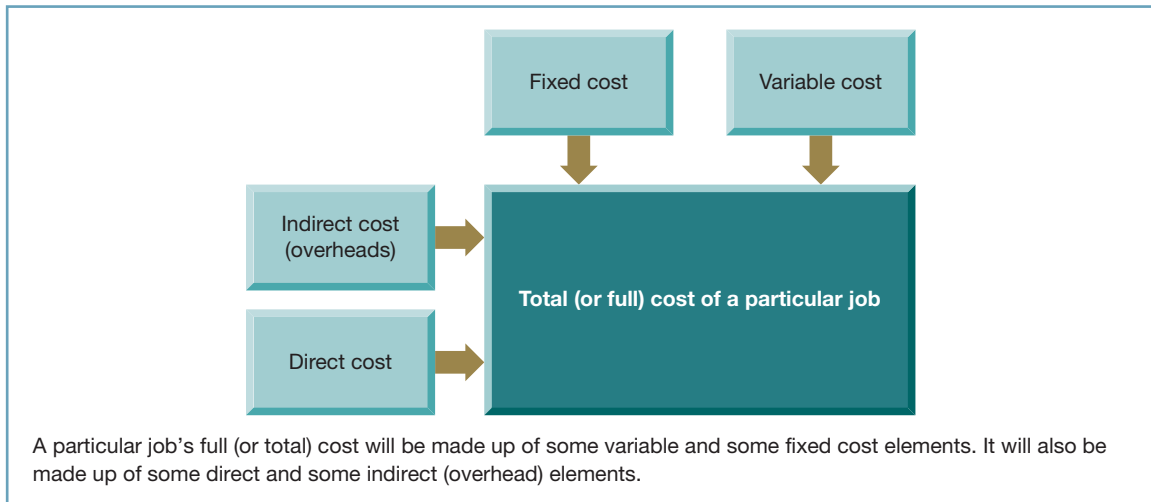 Fixed cost
Variable cost
Indirect cost
(overheads)
Total (or full) cost of a particular job
Direct cost
A particular job’s full (or total) cost will be made up of some variable and some fixed cost elements. It will also be
made up of some direct and some indirect (overhead) elements.